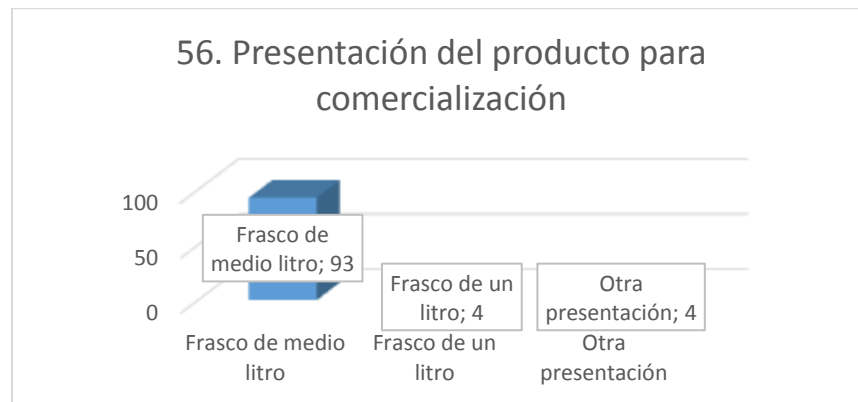 56. Presentación del producto para
comercialización
100
50
0
Frasco de
medio litro; 93
Frasco de un
litro; 4
Otra
presentación; 4
Frasco de medio
litro
Frasco de un
litro
Otra
presentación